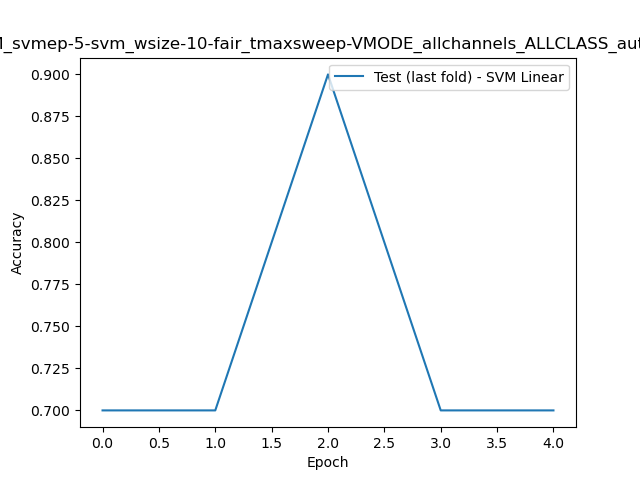 _svmep-5-svm_wsize-10-fair_tmaxsweep-VMODE_allchannels_ALLCLASS_au
Test (last fold) - SVM Linear
0.900
0.875
0.850
0.825
0.800
0.775
0.750
0.725
0.700
Accuracy
0.0 0.5 1.0 1.5 2.0 2.5 3.0 3.5 4.0
Epoch